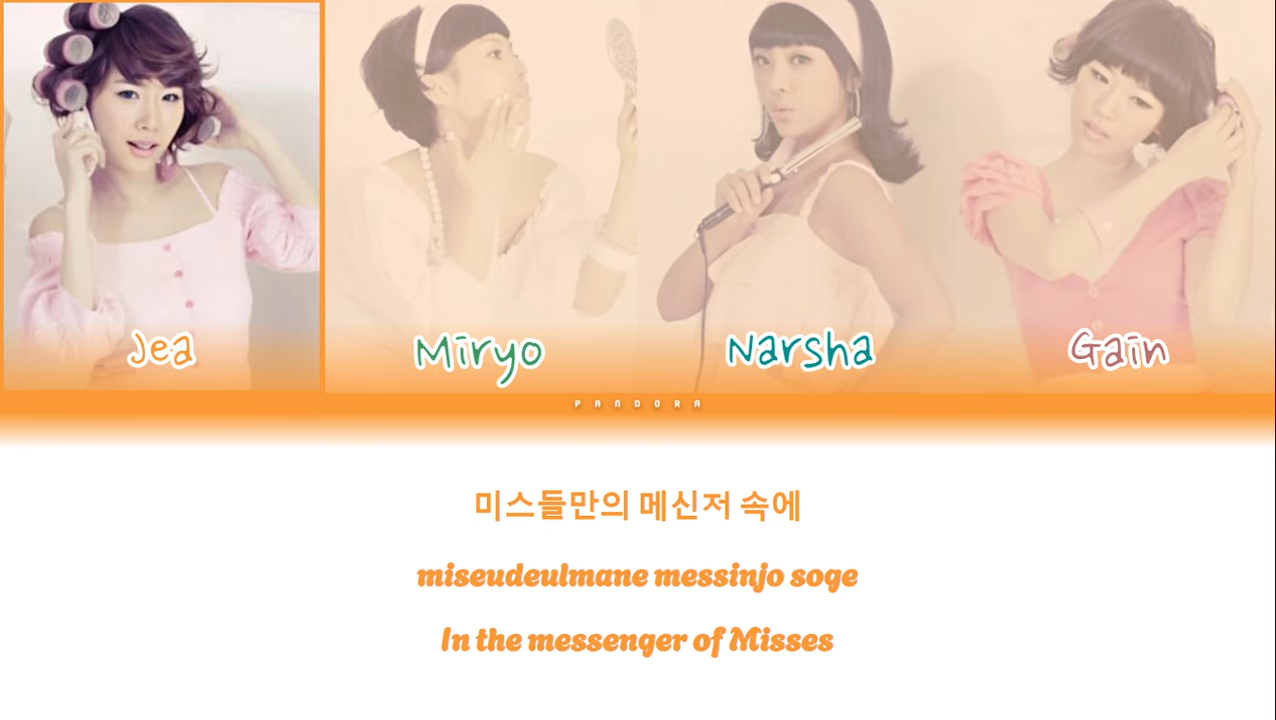 Jea
Miryo
Narsha
Gain
PANDORA
미스들만의 메신저 속에
miseudeulmane messinjo soge
In the messenger of Misses